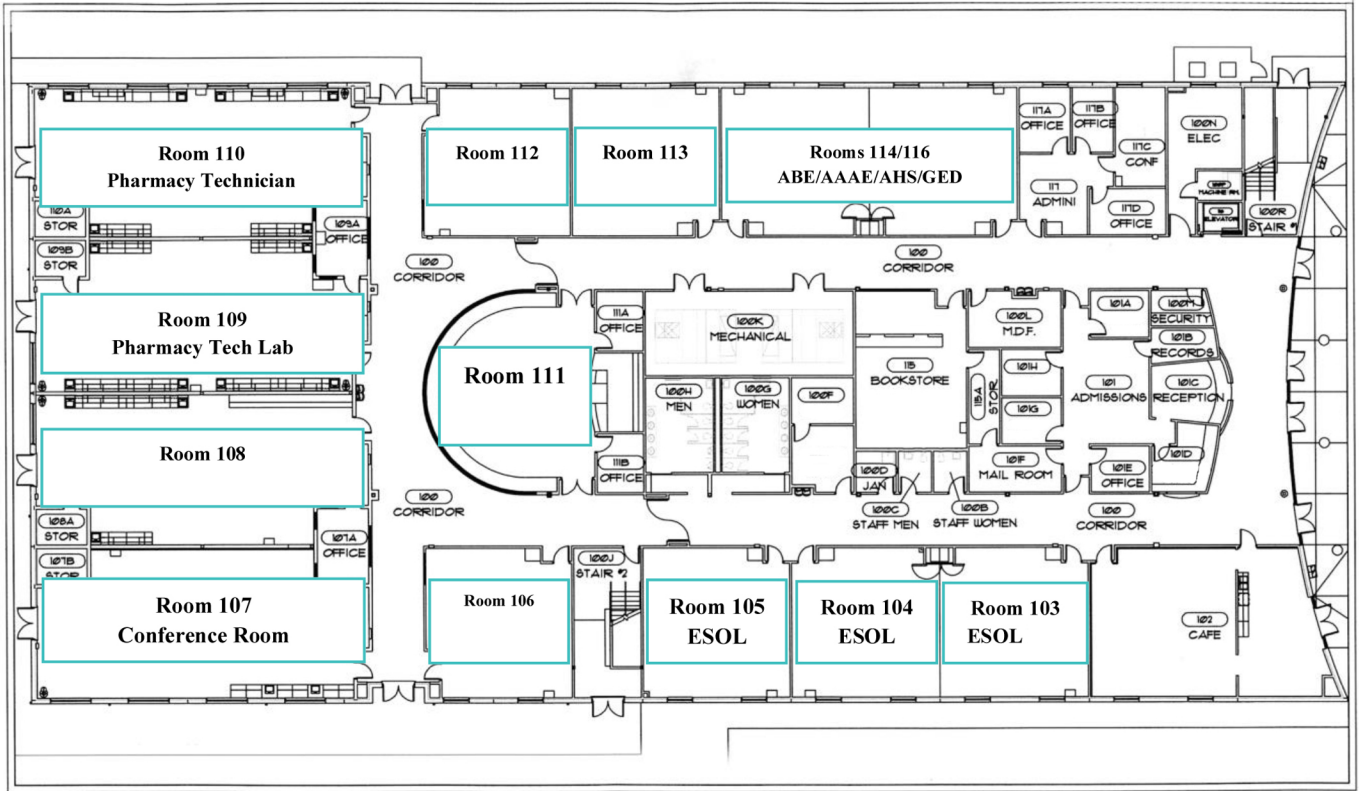 Room 110
Pharmacy Technician
110A
STOR
109B
STOR
109A
OFFICE
Room 109
Pharmacy Tech Lab
Room 108
108A
STOR
107B
STOR
107A
OFFICE
Room 107
Conference Room
Room 112
Room 113
Rooms 114/116
ABE/AAAE/AHS/GED
117A
OFFICE
117B
OFFICE
117C
CONF
117
ADMINI
117D
OFFICE
100N
ELEC
MACHINE RM.
ELEVATOR
100R
STAIR #1
100
CORRIDOR
100
CORRIDOR
Room 111
111A
OFFICE
111B
OFFICE
100K
MECHANICAL
100H
MEN
100G
WOMEN
100F
115
BOOKSTORE
115A
STOR
100L
M.D.F.
101H
101G
101F
MAIL ROOM
101A
100M
SECURITY
101B
RECORDS
101
ADMISSIONS
101C
RECEPTION
101D
101E
OFFICE
100D
JAN
100C
STAFF MEN
100B
STAFF WOMEN
100
CORRIDOR
100
CORRIDOR
Room 106
100J
STAIR #2
Room 105
ESOL
Room 104
ESOL
Room 103
ESOL
102
CAFE